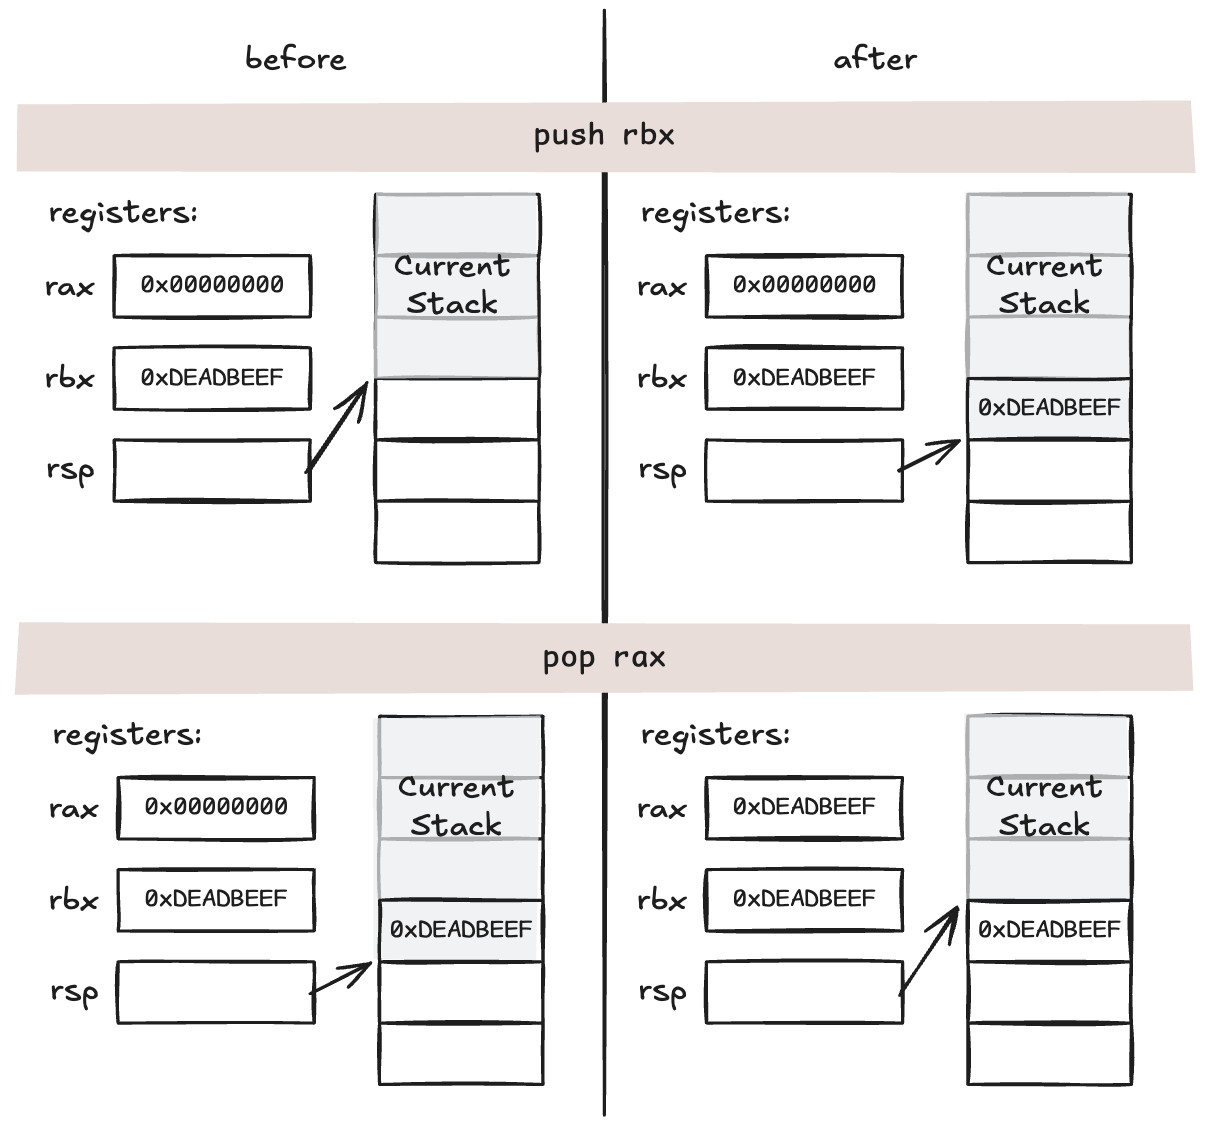 before
after
push rbx
registers:
rax
0x00000000
rbx
0xDEADBEEF
rsp
Current
Stack
registers:
rax
0x00000000
rbx
0xDEADBEEF
rsp
Current
Stack
0xDEADBEEF
pop rax
registers:
rax
0x00000000
rbx
0xDEADBEEF
rsp
Current
Stack
0xDEADBEEF
registers:
rax
0xDEADBEEF
rbx
0xDEADBEEF
rsp
Current
Stack
0xDEADBEEF